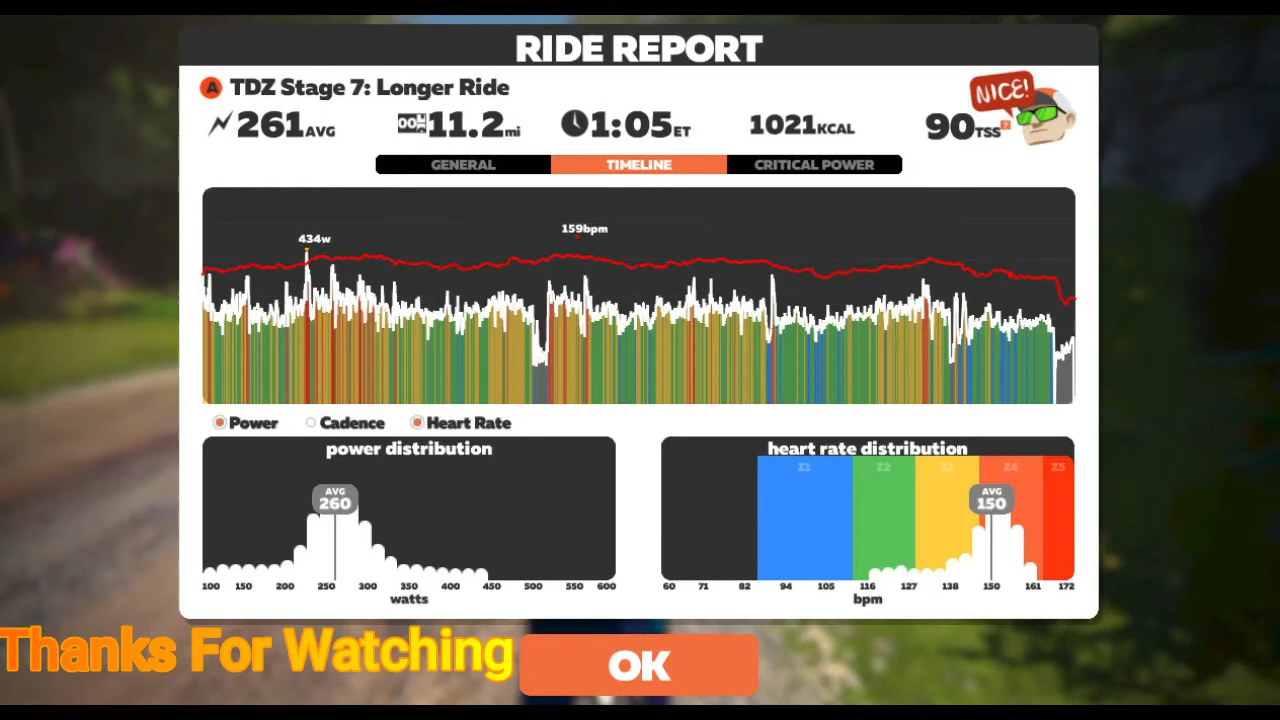 RIDE REPORT
A TDZ Stage 7: Longer Ride
261AVG 11.2mi 1:05ET 1021KCAL 90TSS?
NICE!
GENERAL TIMELINE CRITICAL POWER
434w 159bpm
Power Cadence Heart Rate
power distribution
AVG
260
100 150 200 250 300 350 400 450 500 550 600
watts
heart rate distribution
Z1 Z2 Z3 Z4 Z5
AVG
150
60 71 82 94 105 116 127 138 150 161 172
bpm
Thanks For Watching
OK